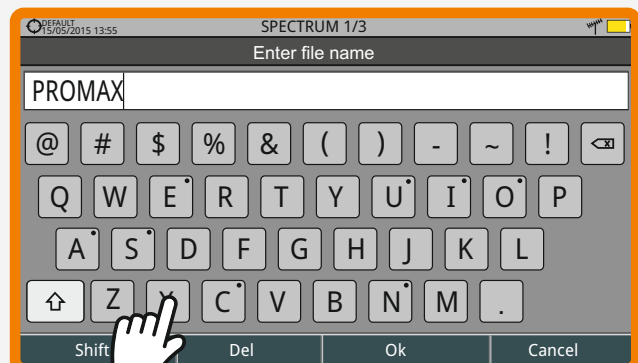 DEFAULT
15/05/2015 13:55
SPECTRUM 1/3
Enter file name
PROMAX
@ # $ % & ( ) - ~ !
Q W E R T Y U I O P
A S D F G H J K L
Z X C V B N M .
Shift Del Ok Cancel